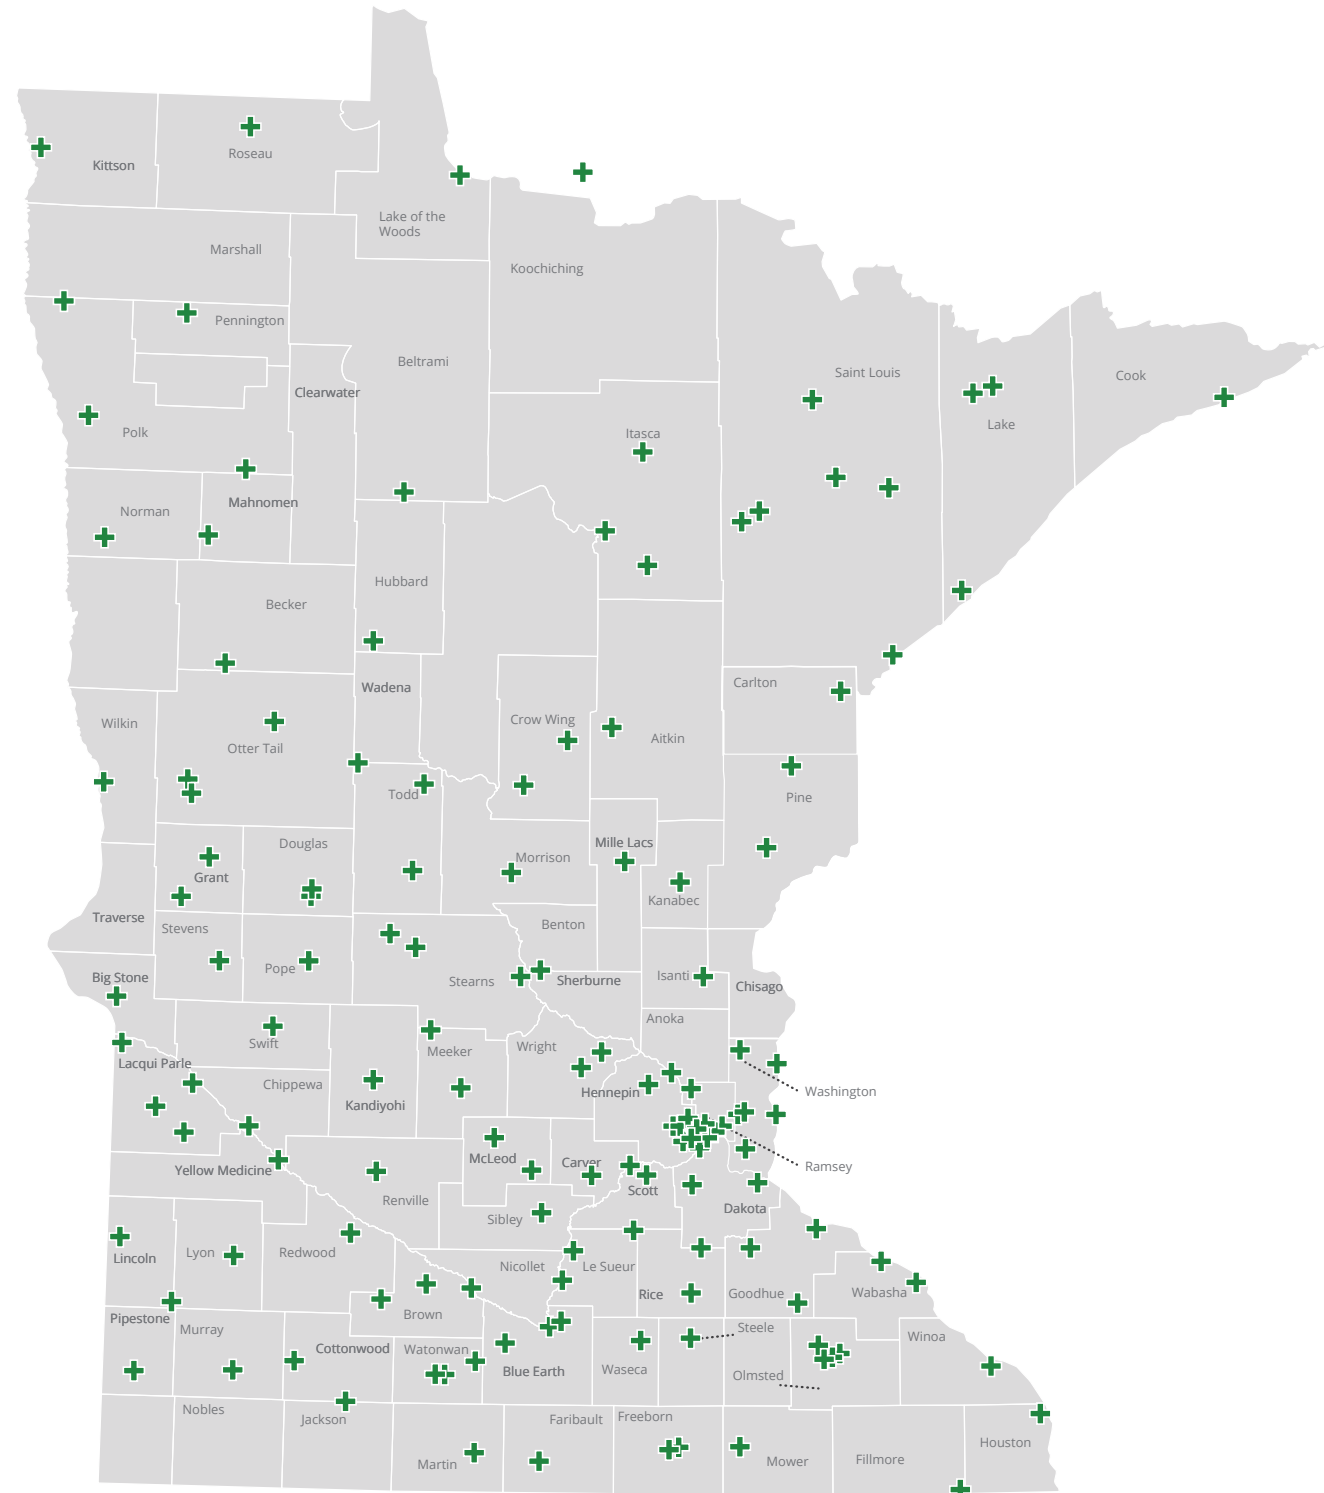 Roseau
Kittson
Lake of the
Woods
Marshall
Koochiching
Pennington
Beltrami
Saint Louis
Cook
Clearwater
Lake
Polk
Itasca
Mahnomen
Norman
Hubbard
Becker
Carlton
Wadena
Crow Wing
Wilkin
Aitkin
Otter Tail
Todd
Pine
Mille Lacs
Douglas
Morrison
Grant
Kanabec
Traverse
Benton
Stevens
Pope
Isanti
Big Stone
Stearns
Sherburne
Chisago
Anoka
Swift
Wright
Meeker
Lacqui Parle
Chippewa
Hennepin
Washington
Kandiyohi
McLeod
Carver
Ramsey
Yellow Medicine
Scott
Renville
Dakota
Sibley
Lincoln
Lyon
Redwood
Nicollet
Le Sueur
Rice
Goodhue
Wabasha
Brown
Pipestone
Murray
Steele
Winoa
Cottonwood
Watonwan
Blue Earth
Waseca
Olmsted
Nobles
Jackson
Faribault
Freeborn
Houston
Martin
Mower
Fillmore